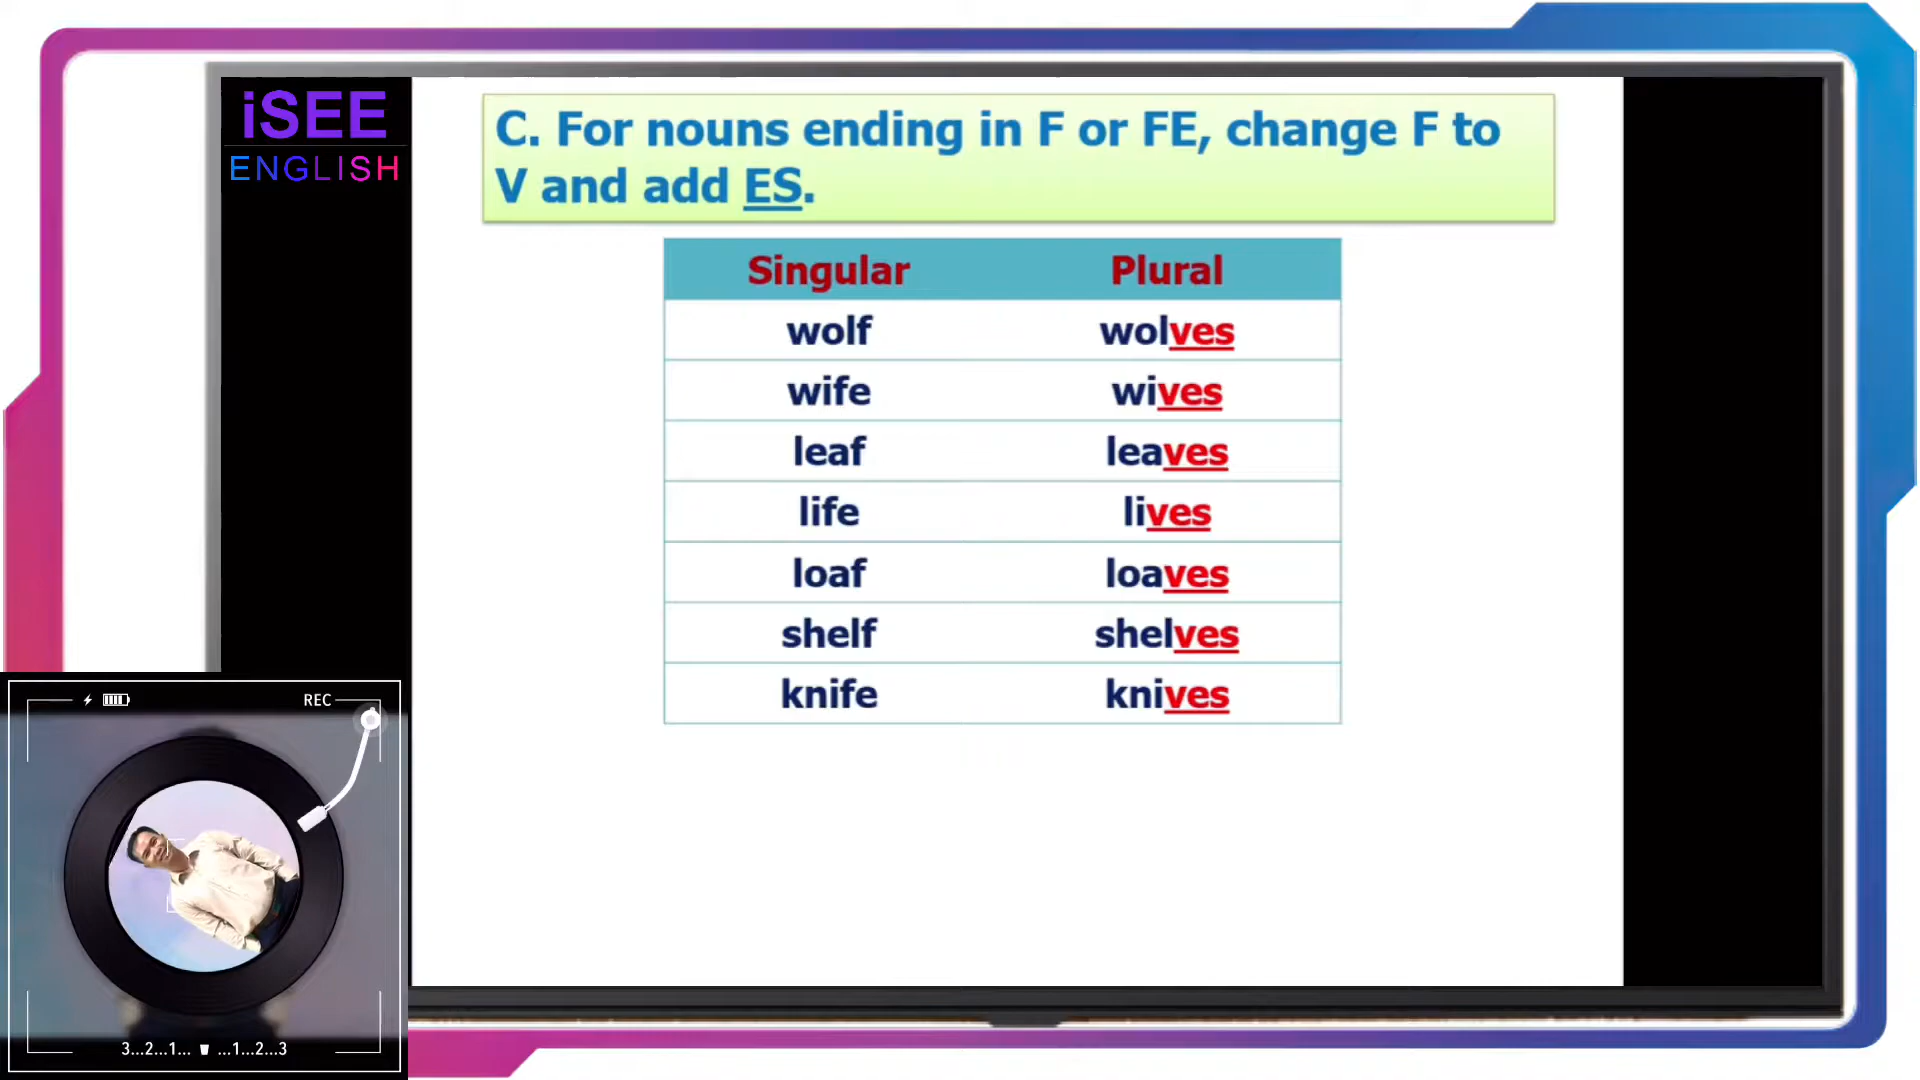 iSEE
ENGLISH
C. For nouns ending in F or FE, change F to
V and add ES.
Singular Plural
wolf wolves
wife wives
leaf leaves
life lives
loaf loaves
shelf shelves
knife knives
REC
3...2...1... ...1...2...3